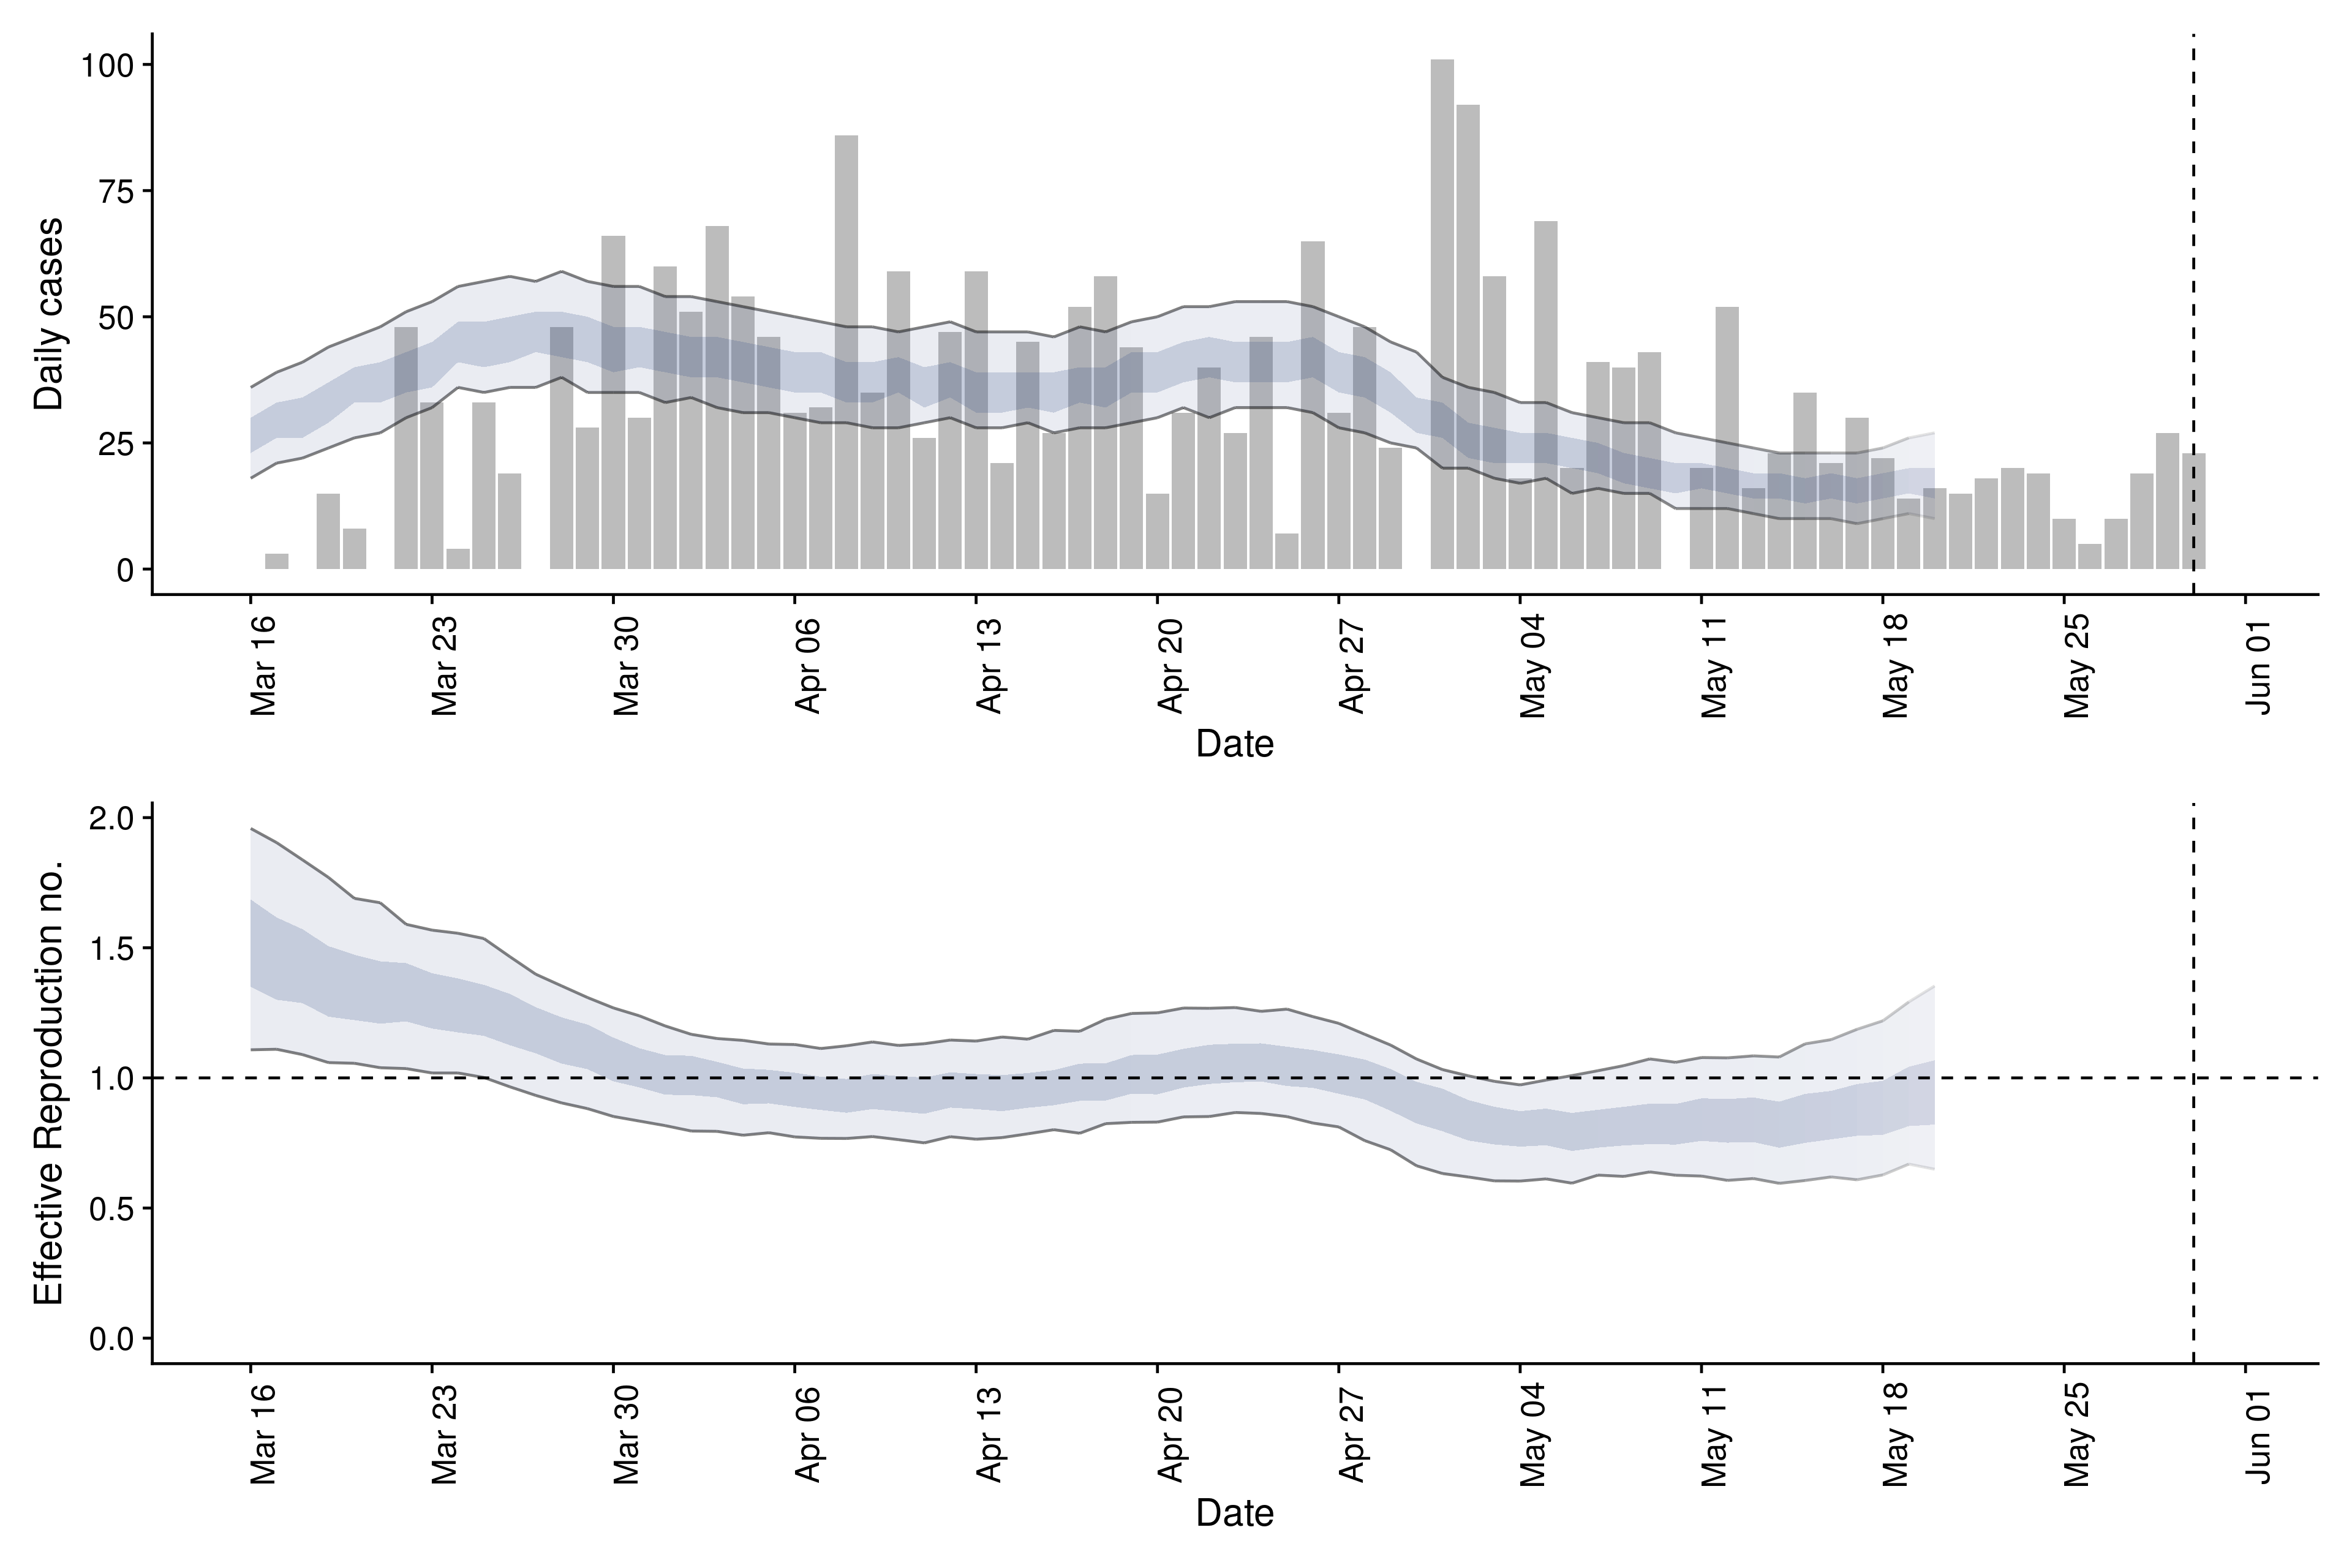 Daily cases
100
75
50
25
0
Mar 16
Mar 23
Mar 30
Apr 06
Apr 13
Apr 20
Apr 27
May 04
May 11
May 18
May 25
Jun 01
Date
Effective Reproduction no.
2.0
1.5
1.0
0.5
0.0
Mar 16
Mar 23
Mar 30
Apr 06
Apr 13
Apr 20
Apr 27
May 04
May 11
May 18
May 25
Jun 01
Date